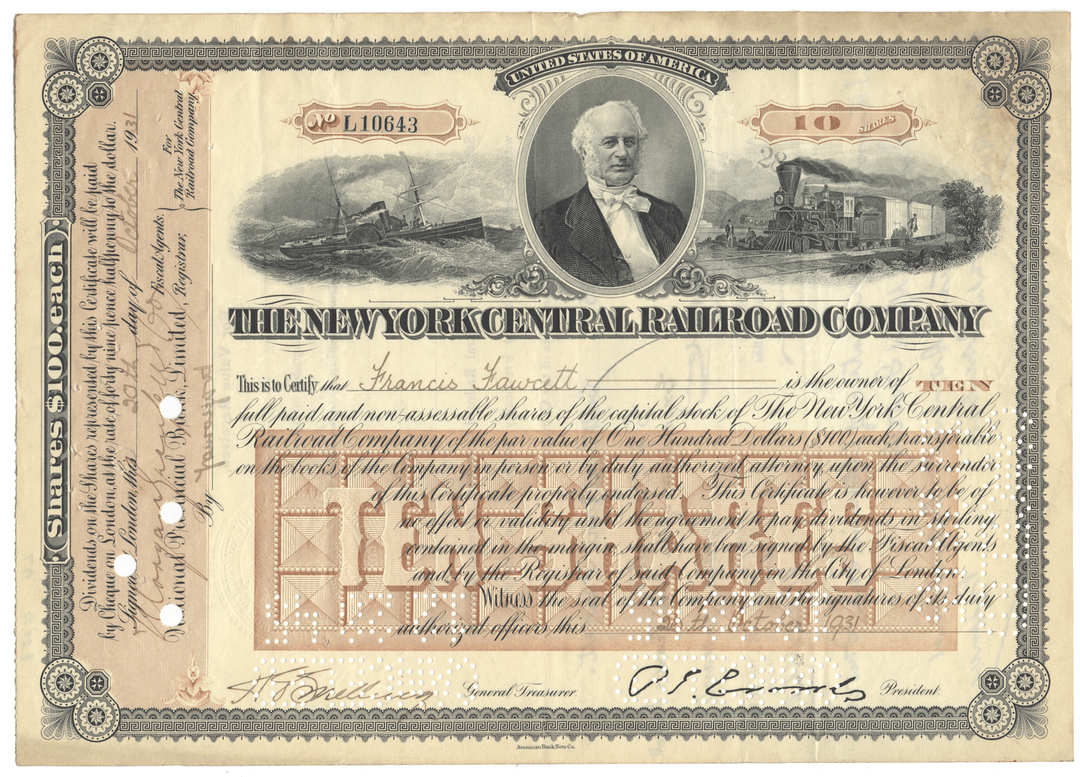 UNITED STATES OF AMERICA
No L10643
10 SHARES
THE NEW YORK CENTRAL RAILROAD COMPANY
This is to Certify that Francis Fawcett is the owner of TEN
full paid and non-assessable shares of the capital stock of The New York Central
Railroad Company of the par value of One Hundred Dollars ($100) each, transferable
on the books of the Company in person or by duly authorized attorney, upon the surrender
of this Certificate properly endorsed. This Certificate is however to be of
no effect or validity until the agreement to pay dividends in sterling,
contained in the margin, shall have been signed by the Fiscal Agents
and by the Registrar of said Company in the City of London.
Witness the seal of the Company and the signatures of its duly
authorized officers this 20th October 1931
TEN SHARES
General Treasurer.
President.
American Bank Note Co.
Shares $100. each
Dividends on the Shares represented by this Certificate will be paid
by Cheque on London, at the rate of forty nine pence halfpenny to the dollar.
Signed in London this 20th day of October 1931
Morgan Grenfell & Co Fiscal Agents.
National Provincial Bank, Limited, Registrar,
By
For
The New York Central
Railroad Company.